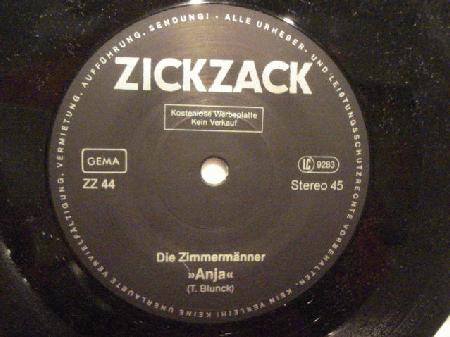 ALLE URHEBER- UND LEISTUNGSSCHUTZRECHTE VORBEHALTEN. KEIN VERLEIH! KEINE UNERLAUBTE VERVIELFÄLTIGUNG, VERMIETUNG, AUFFÜHRUNG, SENDUNG! -
ZICKZACK
Kostenlose Werbeplatte
Kein Verkauf
GEMA
LC 9283
ZZ 44
Stereo 45
Die Zimmermänner
»Anja«
(T. Blunck)